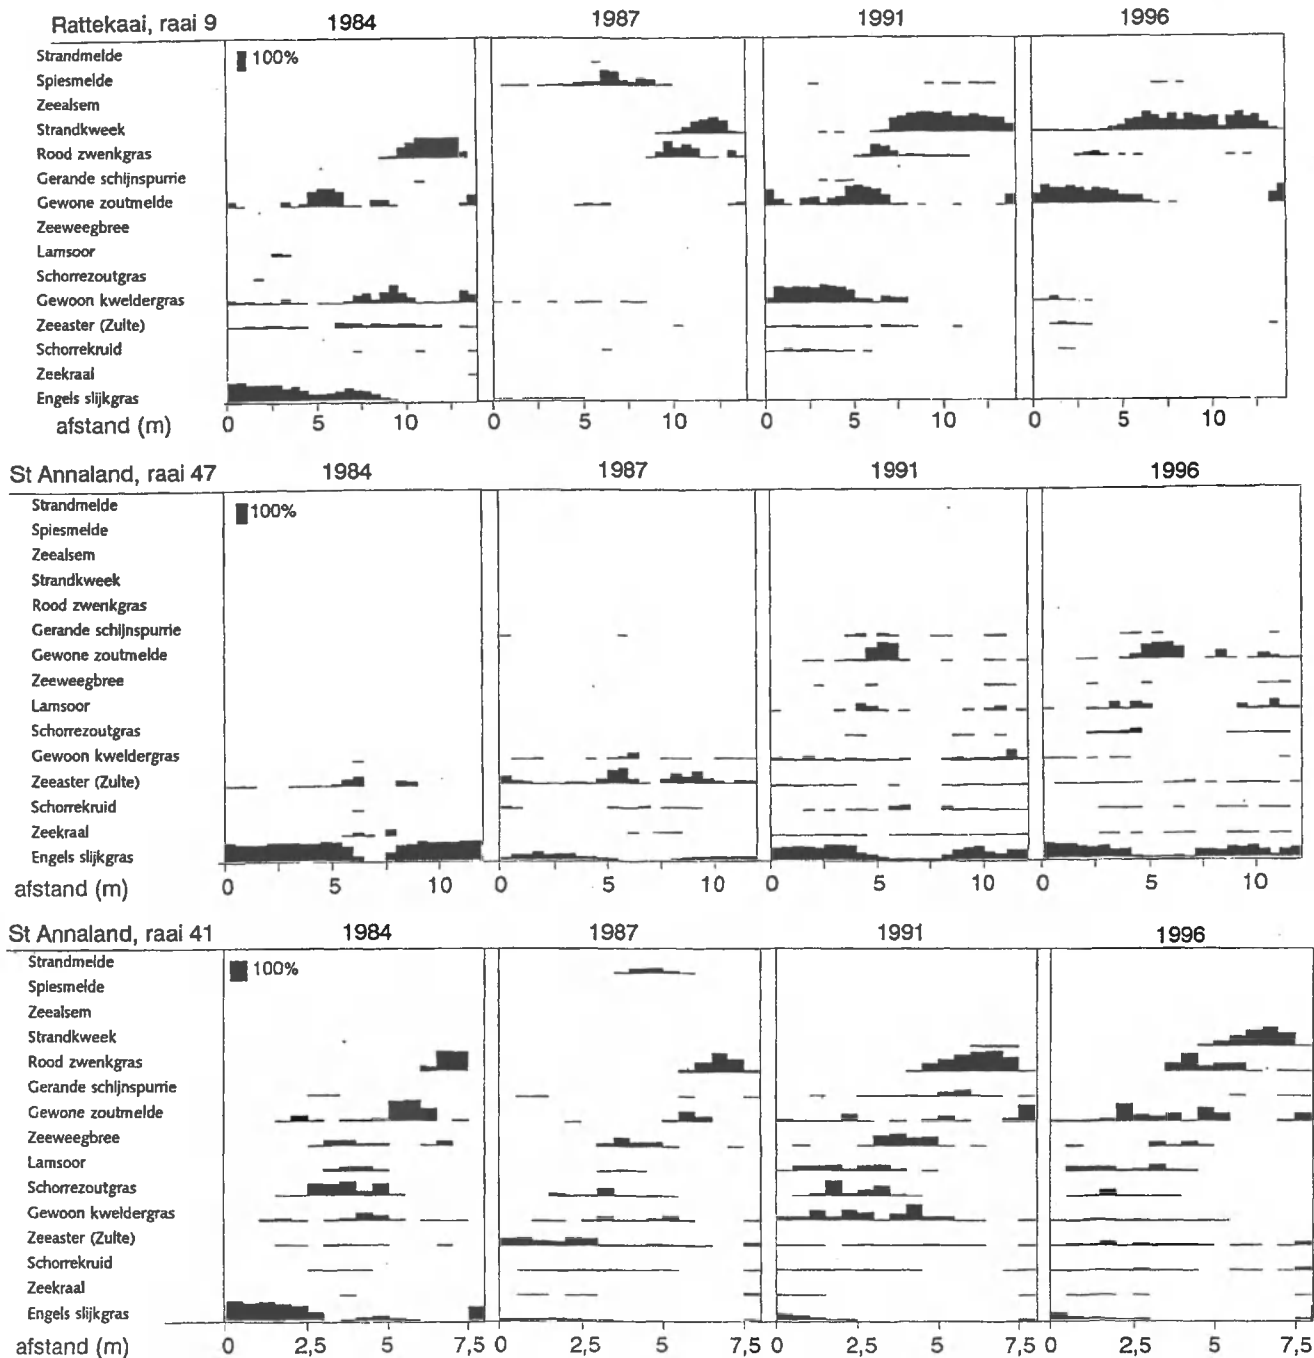 Rattekaai, raai 9 1984 1987 1991 1996
100%
Strandmelde
Spiesmelde
Zeealsem
Strandkweek
Rood zwenkgras
Gerande schijnspurrie
Gewone zoutmelde
Zeeweegbree
Lamsoor
Schorrezoutgras
Gewoon kweldergras
Zeeaster (Zulte)
Schorrekruid
Zeekraal
Engels slijkgras
afstand (m) 0 5 10 0 5 10 0 5 10 0 5 10
St Annaland, raai 47 1984 1987 1991 1996
100%
Strandmelde
Spiesmelde
Zeealsem
Strandkweek
Rood zwenkgras
Gerande schijnspurrie
Gewone zoutmelde
Zeeweegbree
Lamsoor
Schorrezoutgras
Gewoon kweldergras
Zeeaster (Zulte)
Schorrekruid
Zeekraal
Engels slijkgras
afstand (m) 0 5 10 0 5 10 0 5 10 0 5 10
St Annaland, raai 41 1984 1987 1991 1996
100%
Strandmelde
Spiesmelde
Zeealsem
Strandkweek
Rood zwenkgras
Gerande schijnspurrie
Gewone zoutmelde
Zeeweegbree
Lamsoor
Schorrezoutgras
Gewoon kweldergras
Zeeaster (Zulte)
Schorrekruid
Zeekraal
Engels slijkgras
afstand (m) 0 2,5 5 7,5 0 2,5 5 7,5 0 2,5 5 7,5 0 2,5 5 7,5